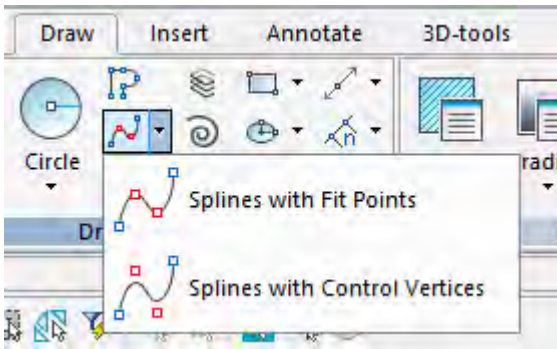 Draw Insert Annotate 3D-tools
Circle
Splines with Fit Points
Splines with Control Vertices